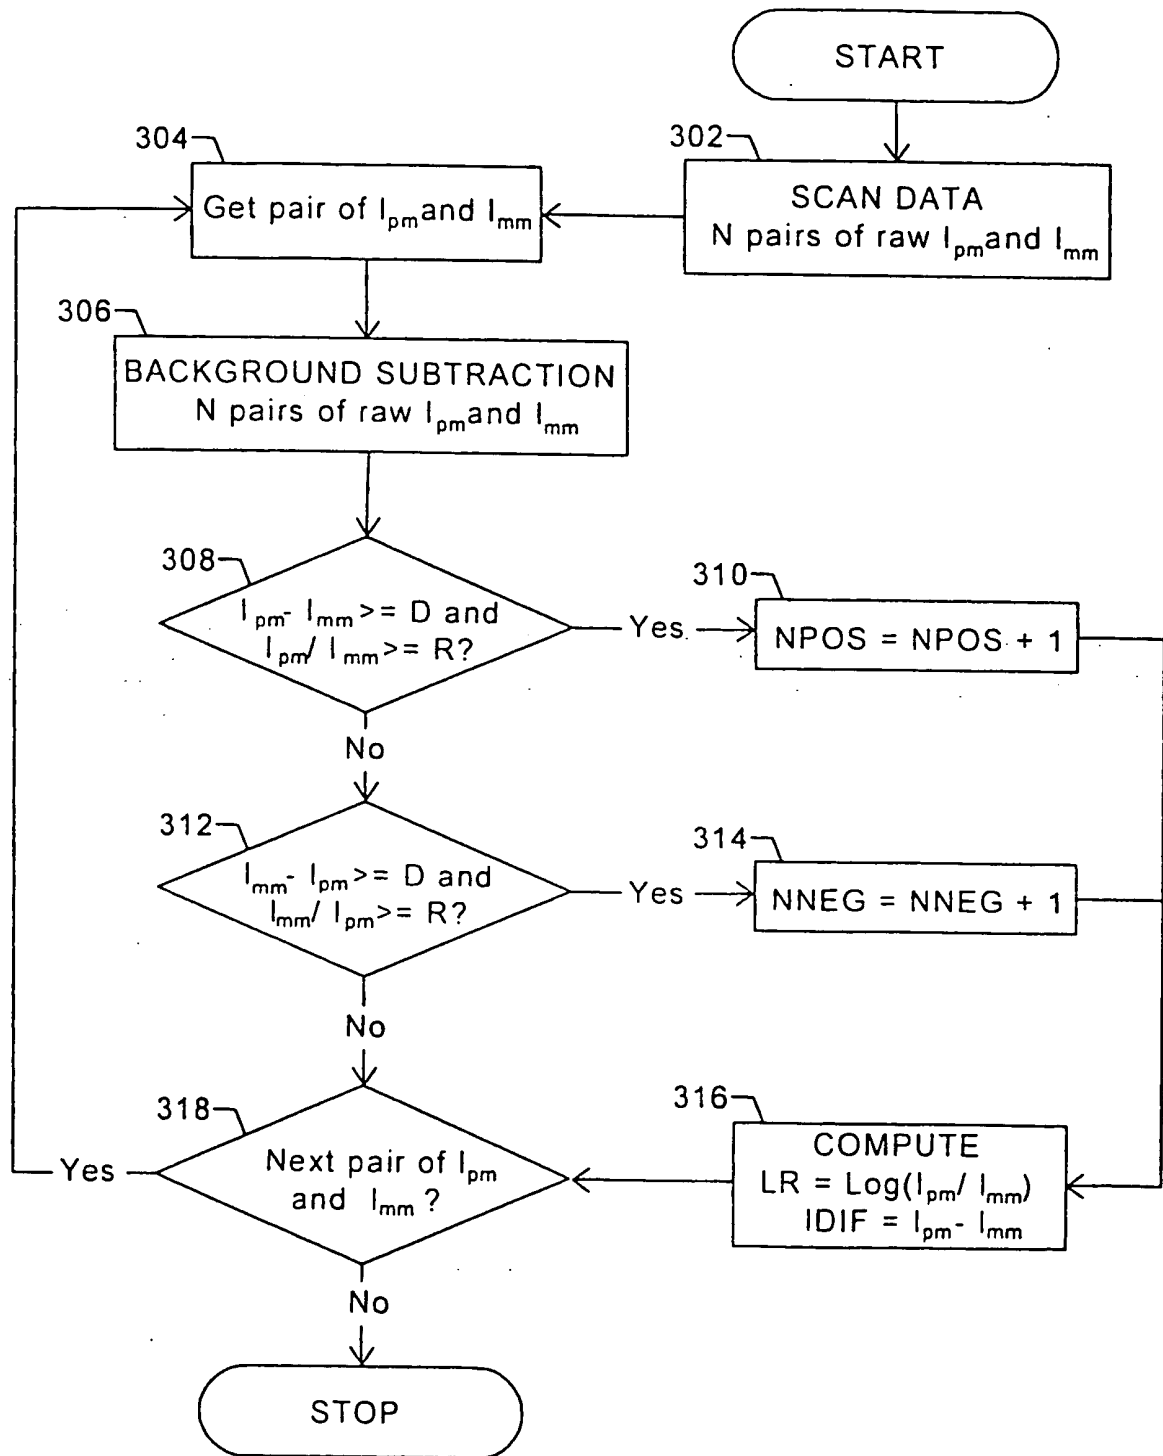 START
304
302
Get pair of Ipm and Imm
SCAN DATA
N pairs of raw Ipm and Imm
306
BACKGROUND SUBTRACTION
N pairs of raw Ipm and Imm
308
Ipm- Imm >= D and
Ipm/ Imm >= R?
Yes
310
NPOS = NPOS + 1
No
312
Imm- Ipm >= D and
Imm/ Ipm >= R?
Yes
314
NNEG = NNEG + 1
No
318
Next pair of Ipm
and Imm ?
Yes
316
COMPUTE
LR = Log(Ipm/ Imm)
IDIF = Ipm- Imm
No
STOP